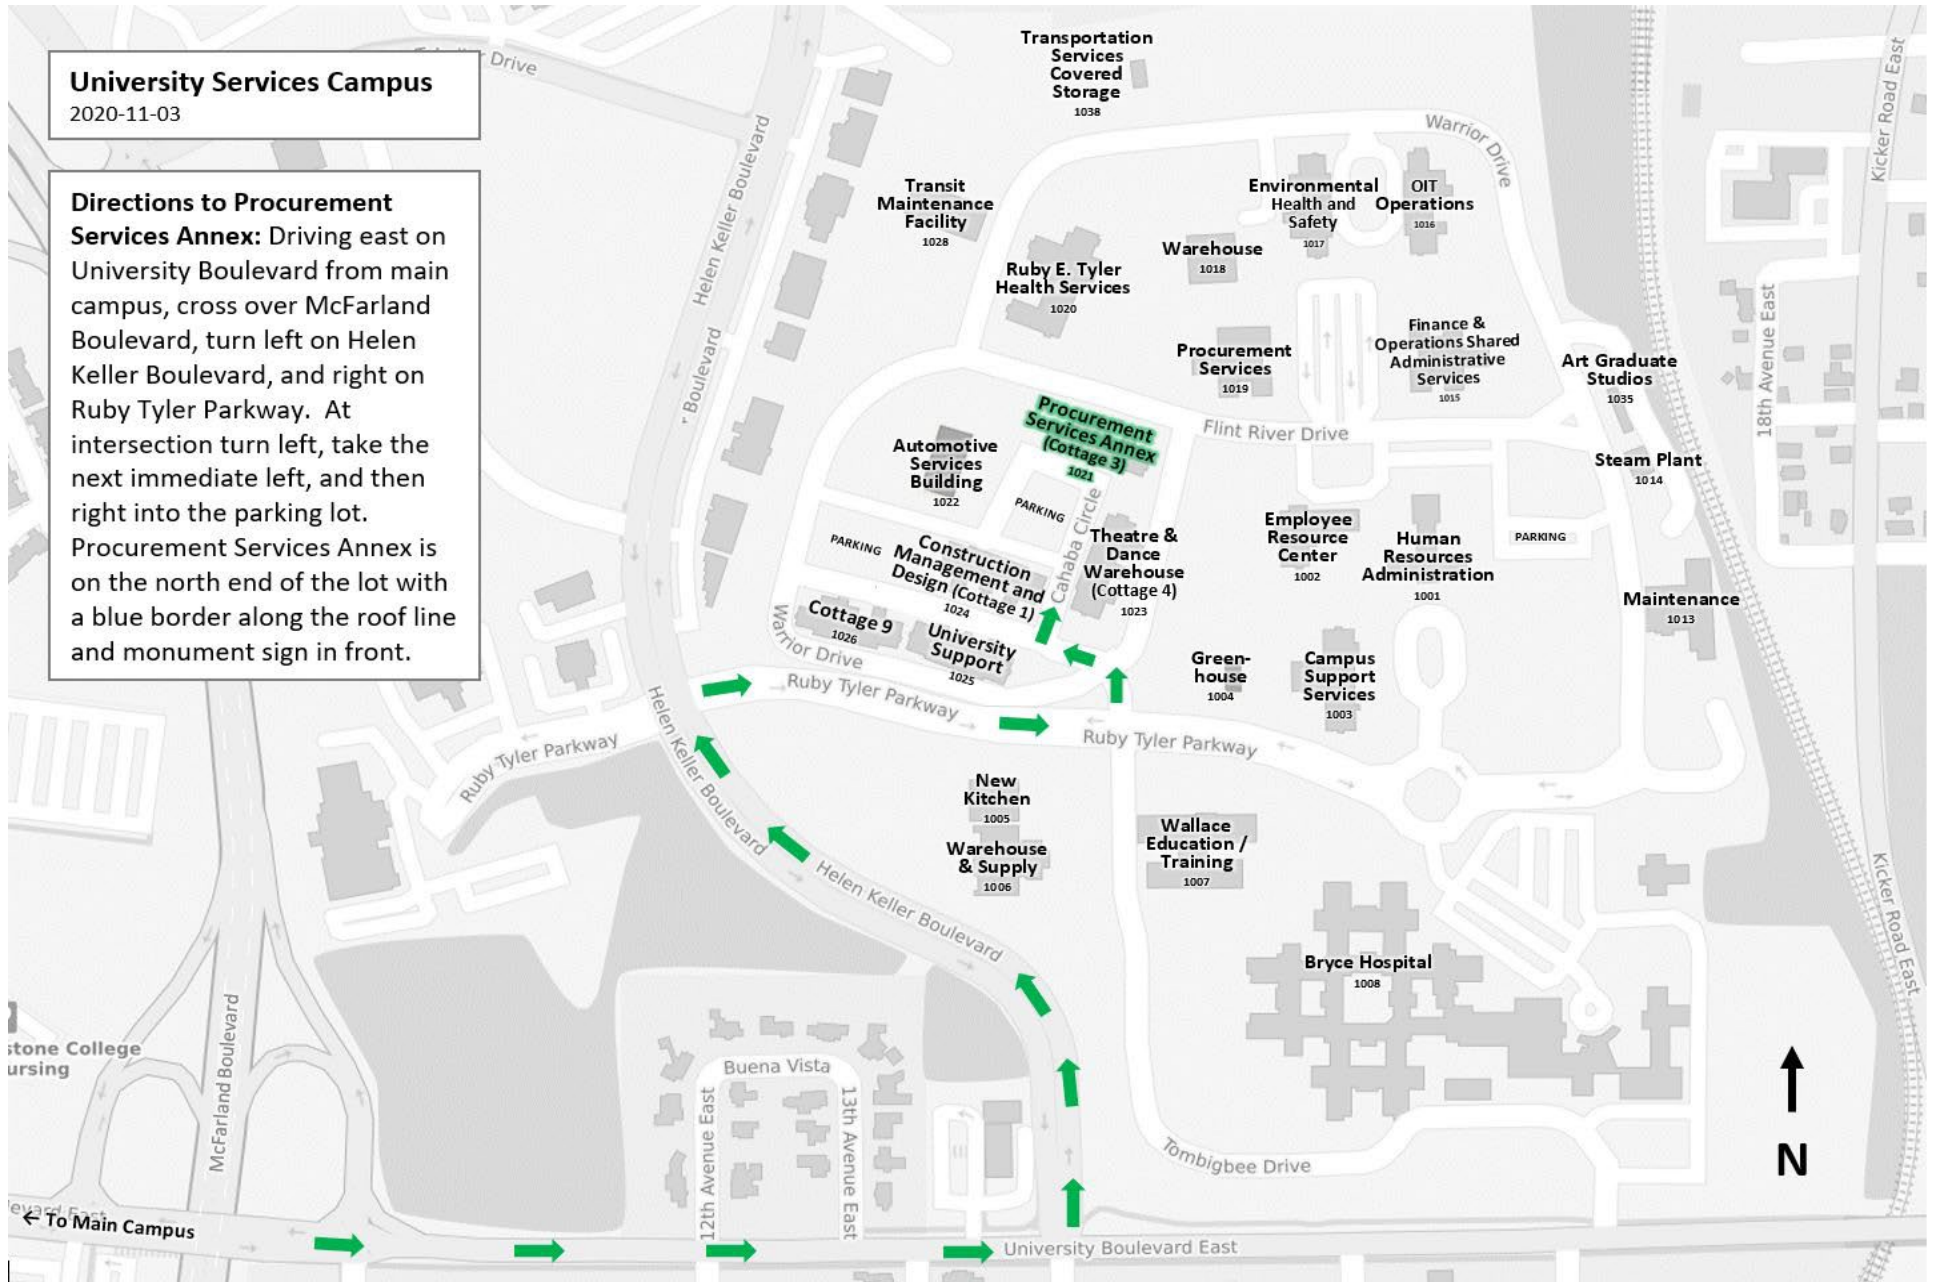 University Services Campus
2020-11-03
Directions to Procurement
Services Annex: Driving east on
University Boulevard from main
campus, cross over McFarland
Boulevard, turn left on Helen
Keller Boulevard, and right on
Ruby Tyler Parkway. At
intersection turn left, take the
next immediate left, and then
right into the parking lot.
Procurement Services Annex is
on the north end of the lot with
a blue border along the roof line
and monument sign in front.
Drive
Helen Keller Boulevard
Boulevard
Transportation
Services
Covered
Storage
1038
Warrior Drive
Kicker Road East
Transit
Maintenance
Facility
1028
Environmental
Health and
Safety
1017
OIT
Operations
1016
Warehouse
1018
Ruby E. Tyler
Health Services
1020
18th Avenue East
Procurement
Services
1019
Finance &
Operations Shared
Administrative
Services
1015
Art Graduate
Studios
1035
Procurement
Services Annex
(Cottage 3)
1021
Flint River Drive
Automotive
Services
Building
1022
Steam Plant
1014
PARKING
Cahaba Circle
Theatre &
Dance
Warehouse
(Cottage 4)
1023
Employee
Resource
Center
1002
Human
Resources
Administration
1001
PARKING
PARKING
Construction
Management and
Design (Cottage 1)
1024
Maintenance
1013
Cottage 9
1026
University
Support
1025
Warrior Drive
Green-
house
1004
Campus
Support
Services
1003
Ruby Tyler Parkway
Ruby Tyler Parkway
Ruby Tyler Parkway
Helen Keller Boulevard
New
Kitchen
1005
Warehouse
& Supply
1006
Wallace
Education /
Training
1007
Helen Keller Boulevard
Kicker Road East
Bryce Hospital
1008
McFarland Boulevard
stone College
ursing
Buena Vista
12th Avenue East
13th Avenue East
Tombigbee Drive
N
← To Main Campus
University Boulevard East